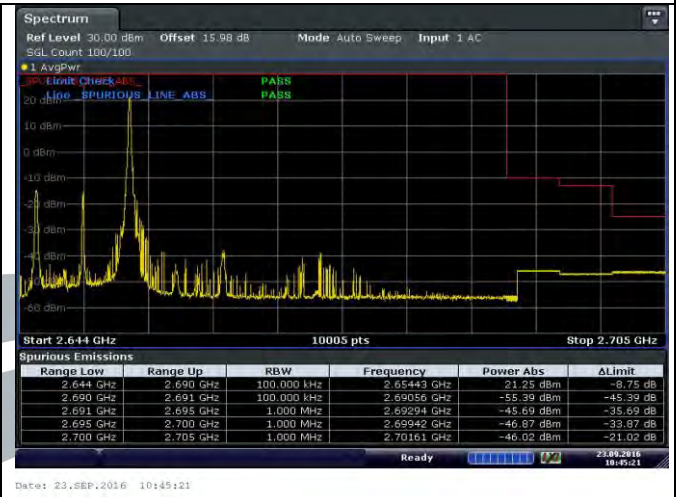 Spectrum
Ref Level 30.00 dBm Offset 15.98 dB Mode Auto Sweep Input 1 AC
SGL Count 100/100
1 AvgPwr
Limit Check PASS
20 dBm Line _SPURIOUS_LINE_ABS_ PASS
10 dBm
0 dBm
-10 dBm
-20 dBm
-30 dBm
dBm
-60 dBm
Start 2.644 GHz 10005 pts Stop 2.705 GHz
Spurious Emissions
Range Low Range Up RBW Frequency Power Abs ΔLimit
2.644 GHz 2.690 GHz 100.000 kHz 2.65443 GHz 21.25 dBm -8.75 dB
2.690 GHz 2.691 GHz 100.000 kHz 2.69056 GHz -55.39 dBm -45.39 dB
2.691 GHz 2.695 GHz 1.000 MHz 2.69294 GHz -45.69 dBm -35.69 dB
2.695 GHz 2.700 GHz 1.000 MHz 2.69942 GHz -46.87 dBm -33.87 dB
2.700 GHz 2.705 GHz 1.000 MHz 2.70161 GHz -46.02 dBm -21.02 dB
Ready 23.09.2016
10:45:21
Date: 23.SEP.2016 10:45:21